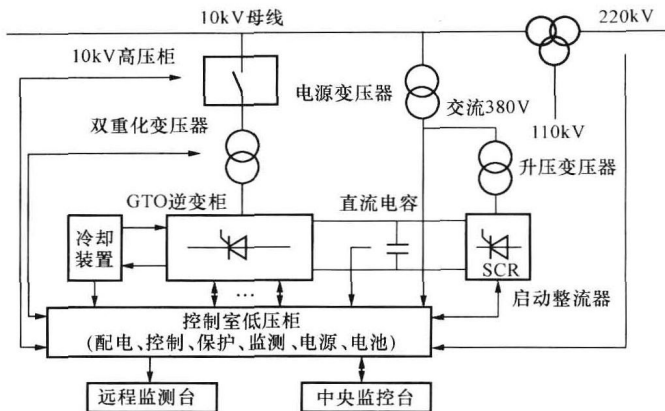 10kV母线
220kV
10kV高压柜
电源变压器
交流380V
110kV
双重化变压器
升压变压器
GTO逆变柜
直流电容
冷却
装置
SCR
启动整流器
…
控制室低压柜
(配电、控制、保护、监测、电源、电池)
远程监测台
中央监控台